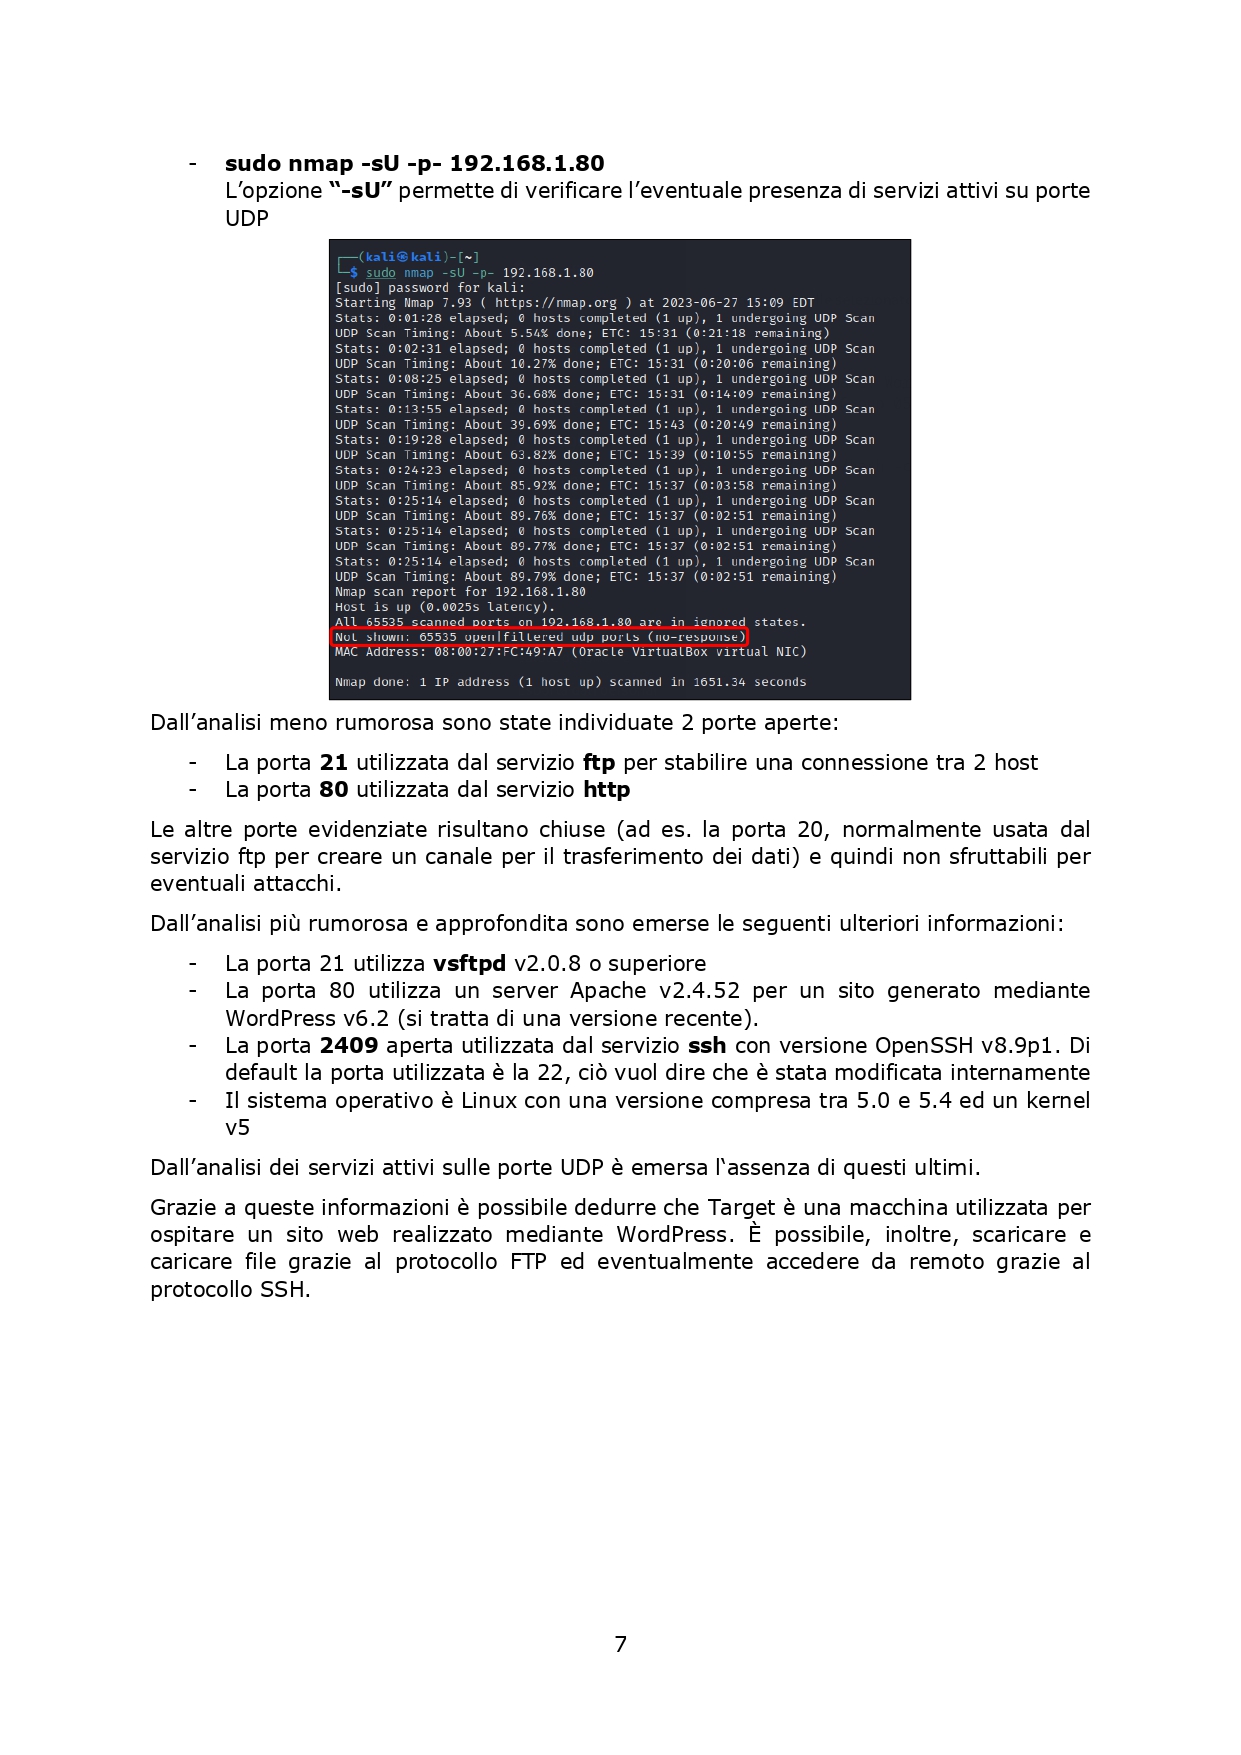 - sudo nmap -sU -p- 192.168.1.80
L’opzione “-sU” permette di verificare l’eventuale presenza di servizi attivi su porte
UDP
┌──(kali㉿kali)-[~]
└─$ sudo nmap -sU -p- 192.168.1.80
[sudo] password for kali:
Starting Nmap 7.93 ( https://nmap.org ) at 2023-06-27 15:09 EDT
Stats: 0:01:28 elapsed; 0 hosts completed (1 up), 1 undergoing UDP Scan
UDP Scan Timing: About 5.54% done; ETC: 15:31 (0:21:18 remaining)
Stats: 0:02:31 elapsed; 0 hosts completed (1 up), 1 undergoing UDP Scan
UDP Scan Timing: About 10.27% done; ETC: 15:31 (0:20:06 remaining)
Stats: 0:08:25 elapsed; 0 hosts completed (1 up), 1 undergoing UDP Scan
UDP Scan Timing: About 36.68% done; ETC: 15:31 (0:14:09 remaining)
Stats: 0:13:55 elapsed; 0 hosts completed (1 up), 1 undergoing UDP Scan
UDP Scan Timing: About 39.69% done; ETC: 15:43 (0:20:49 remaining)
Stats: 0:19:28 elapsed; 0 hosts completed (1 up), 1 undergoing UDP Scan
UDP Scan Timing: About 63.82% done; ETC: 15:39 (0:10:55 remaining)
Stats: 0:24:23 elapsed; 0 hosts completed (1 up), 1 undergoing UDP Scan
UDP Scan Timing: About 85.92% done; ETC: 15:37 (0:03:58 remaining)
Stats: 0:25:14 elapsed; 0 hosts completed (1 up), 1 undergoing UDP Scan
UDP Scan Timing: About 89.76% done; ETC: 15:37 (0:02:51 remaining)
Stats: 0:25:14 elapsed; 0 hosts completed (1 up), 1 undergoing UDP Scan
UDP Scan Timing: About 89.77% done; ETC: 15:37 (0:02:51 remaining)
Stats: 0:25:14 elapsed; 0 hosts completed (1 up), 1 undergoing UDP Scan
UDP Scan Timing: About 89.79% done; ETC: 15:37 (0:02:51 remaining)
Nmap scan report for 192.168.1.80
Host is up (0.0025s latency).
All 65535 scanned ports on 192.168.1.80 are in ignored states.
Not shown: 65535 open|filtered udp ports (no-response)
MAC Address: 08:00:27:FC:49:A7 (Oracle VirtualBox virtual NIC)
Nmap done: 1 IP address (1 host up) scanned in 1651.34 seconds
Dall’analisi meno rumorosa sono state individuate 2 porte aperte:
- La porta 21 utilizzata dal servizio ftp per stabilire una connessione tra 2 host
- La porta 80 utilizzata dal servizio http
Le altre porte evidenziate risultano chiuse (ad es. la porta 20, normalmente usata dal
servizio ftp per creare un canale per il trasferimento dei dati) e quindi non sfruttabili per
eventuali attacchi.
Dall’analisi più rumorosa e approfondita sono emerse le seguenti ulteriori informazioni:
- La porta 21 utilizza vsftpd v2.0.8 o superiore
- La porta 80 utilizza un server Apache v2.4.52 per un sito generato mediante
WordPress v6.2 (si tratta di una versione recente).
- La porta 2409 aperta utilizzata dal servizio ssh con versione OpenSSH v8.9p1. Di
default la porta utilizzata è la 22, ciò vuol dire che è stata modificata internamente
- Il sistema operativo è Linux con una versione compresa tra 5.0 e 5.4 ed un kernel
v5
Dall’analisi dei servizi attivi sulle porte UDP è emersa l‘assenza di questi ultimi.
Grazie a queste informazioni è possibile dedurre che Target è una macchina utilizzata per
ospitare un sito web realizzato mediante WordPress. È possibile, inoltre, scaricare e
caricare file grazie al protocollo FTP ed eventualmente accedere da remoto grazie al
protocollo SSH.
7